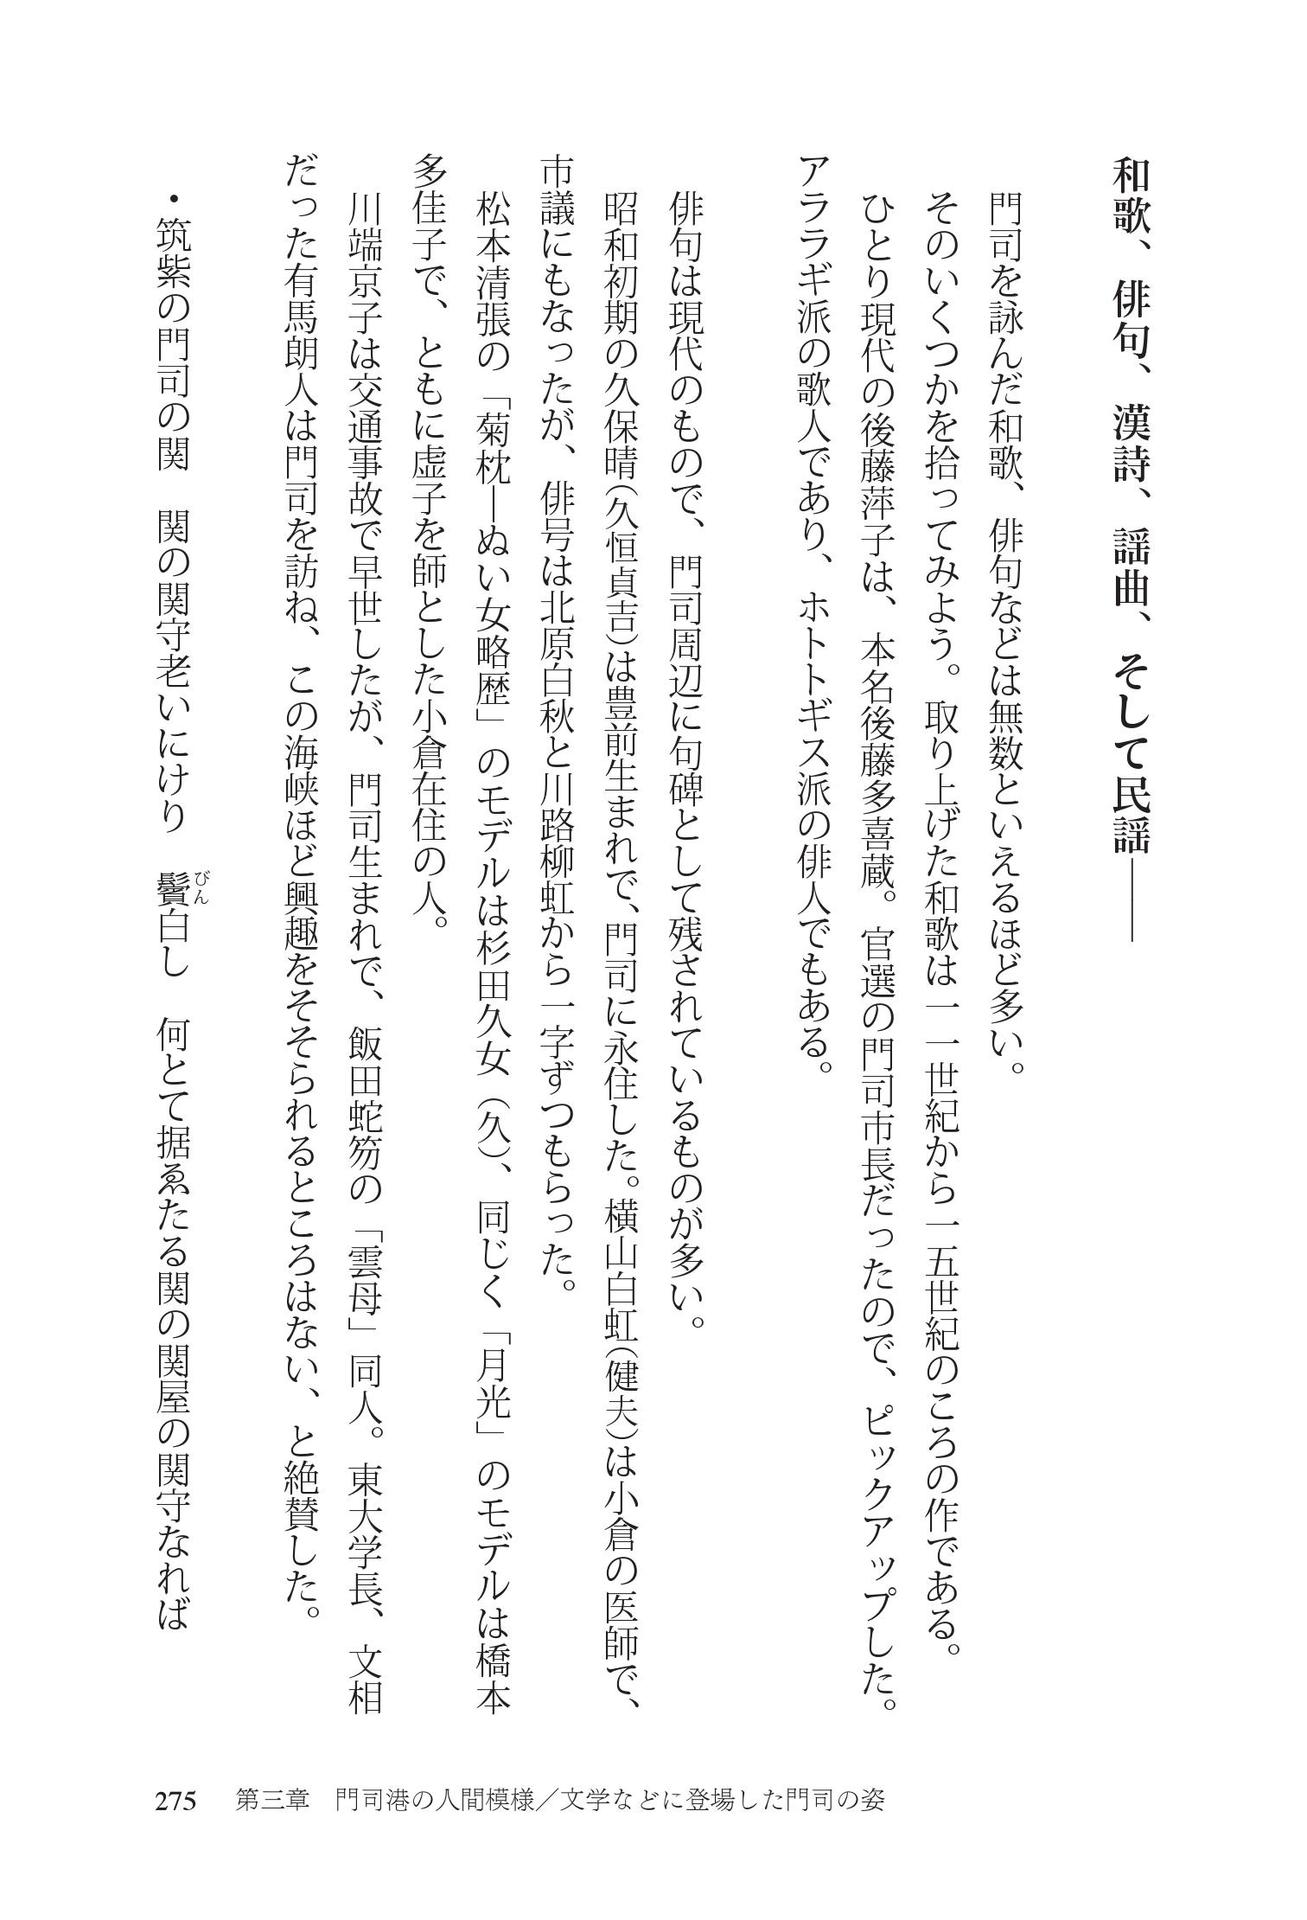 和歌、俳句、漢詩、謡曲、そして民謡――
門司を詠んだ和歌、俳句などは無数といえるほど多い。
そのいくつかを拾ってみよう。取り上げた和歌は一一世紀から一五世紀のころの作である。
ひとり現代の後藤萍子は、本名後藤多喜蔵。官選の門司市長だったので、ピックアップした。
アララギ派の歌人であり、ホトトギス派の俳人でもある。
俳句は現代のもので、門司周辺に句碑として残されているものが多い。
昭和初期の久保晴（久恒貞吉）は豊前生まれで、門司に永住した。横山白虹（健夫）は小倉の医師で、
市議にもなったが、俳号は北原白秋と川路柳虹から一字ずつもらった。
松本清張の「菊枕―ぬい女略歴」のモデルは杉田久女（久）、同じく「月光」のモデルは橋本
多佳子で、ともに虚子を師とした小倉在住の人。
川端京子は交通事故で早世したが、門司生まれで、飯田蛇笏の「雲母」同人。東大学長、文相
だった有馬朗人は門司を訪ね、この海峡ほど興趣をそそられるところはない、と絶賛した。
・筑紫の門司の関　関の関守老いにけり　鬢白し　何とて据ゑたる関の関屋の関守なれば
びん
275　第三章　門司港の人間模様／文学などに登場した門司の姿